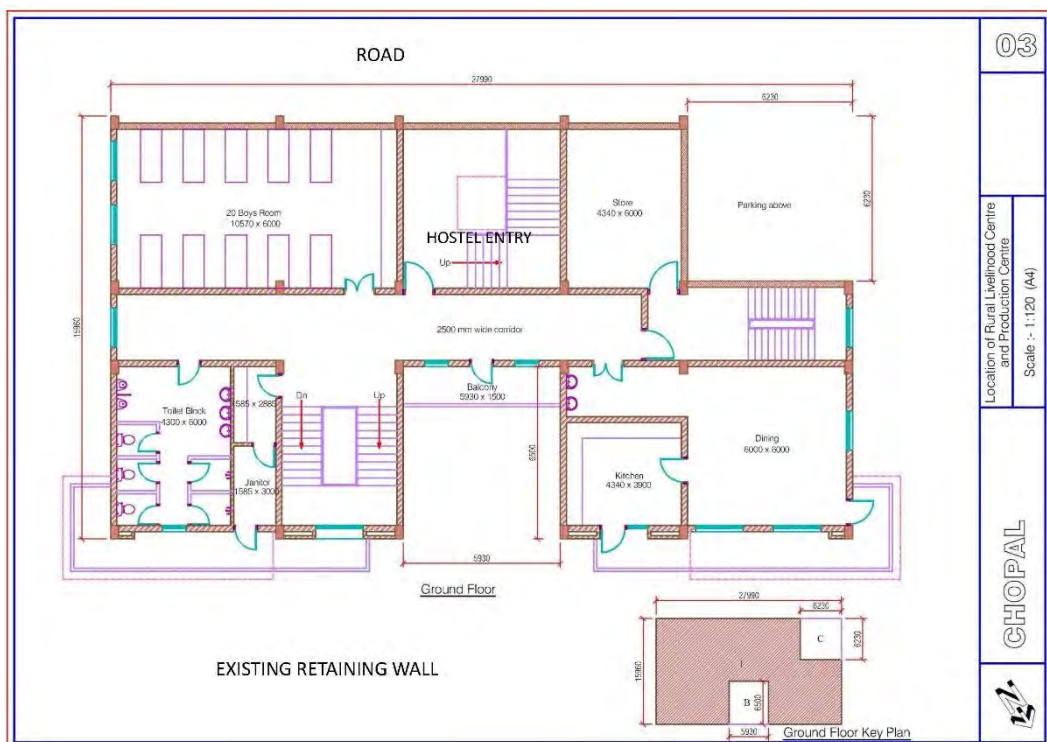 ROAD
27990
6230
03
15960
20 Boys Room
10570 x 6000
HOSTEL ENTRY
Up
Store
4340 x 6000
Parking above
6230
2500 mm wide corridor
Toilet Block
4300 x 6000
1585 x 2885
Janitor
1585 x 3000
Dn
Up
Balcony
5930 x 1500
6500
Kitchen
4340 x 3900
Dining
6000 x 6000
5930
Ground Floor
EXISTING RETAINING WALL
27990
6230
15960
6230
C
I
B
6500
5930
Ground Floor Key Plan
Location of Rural Livelihood Centre
and Production Centre
Scale :- 1:120 (A4)
CHOPAL
N